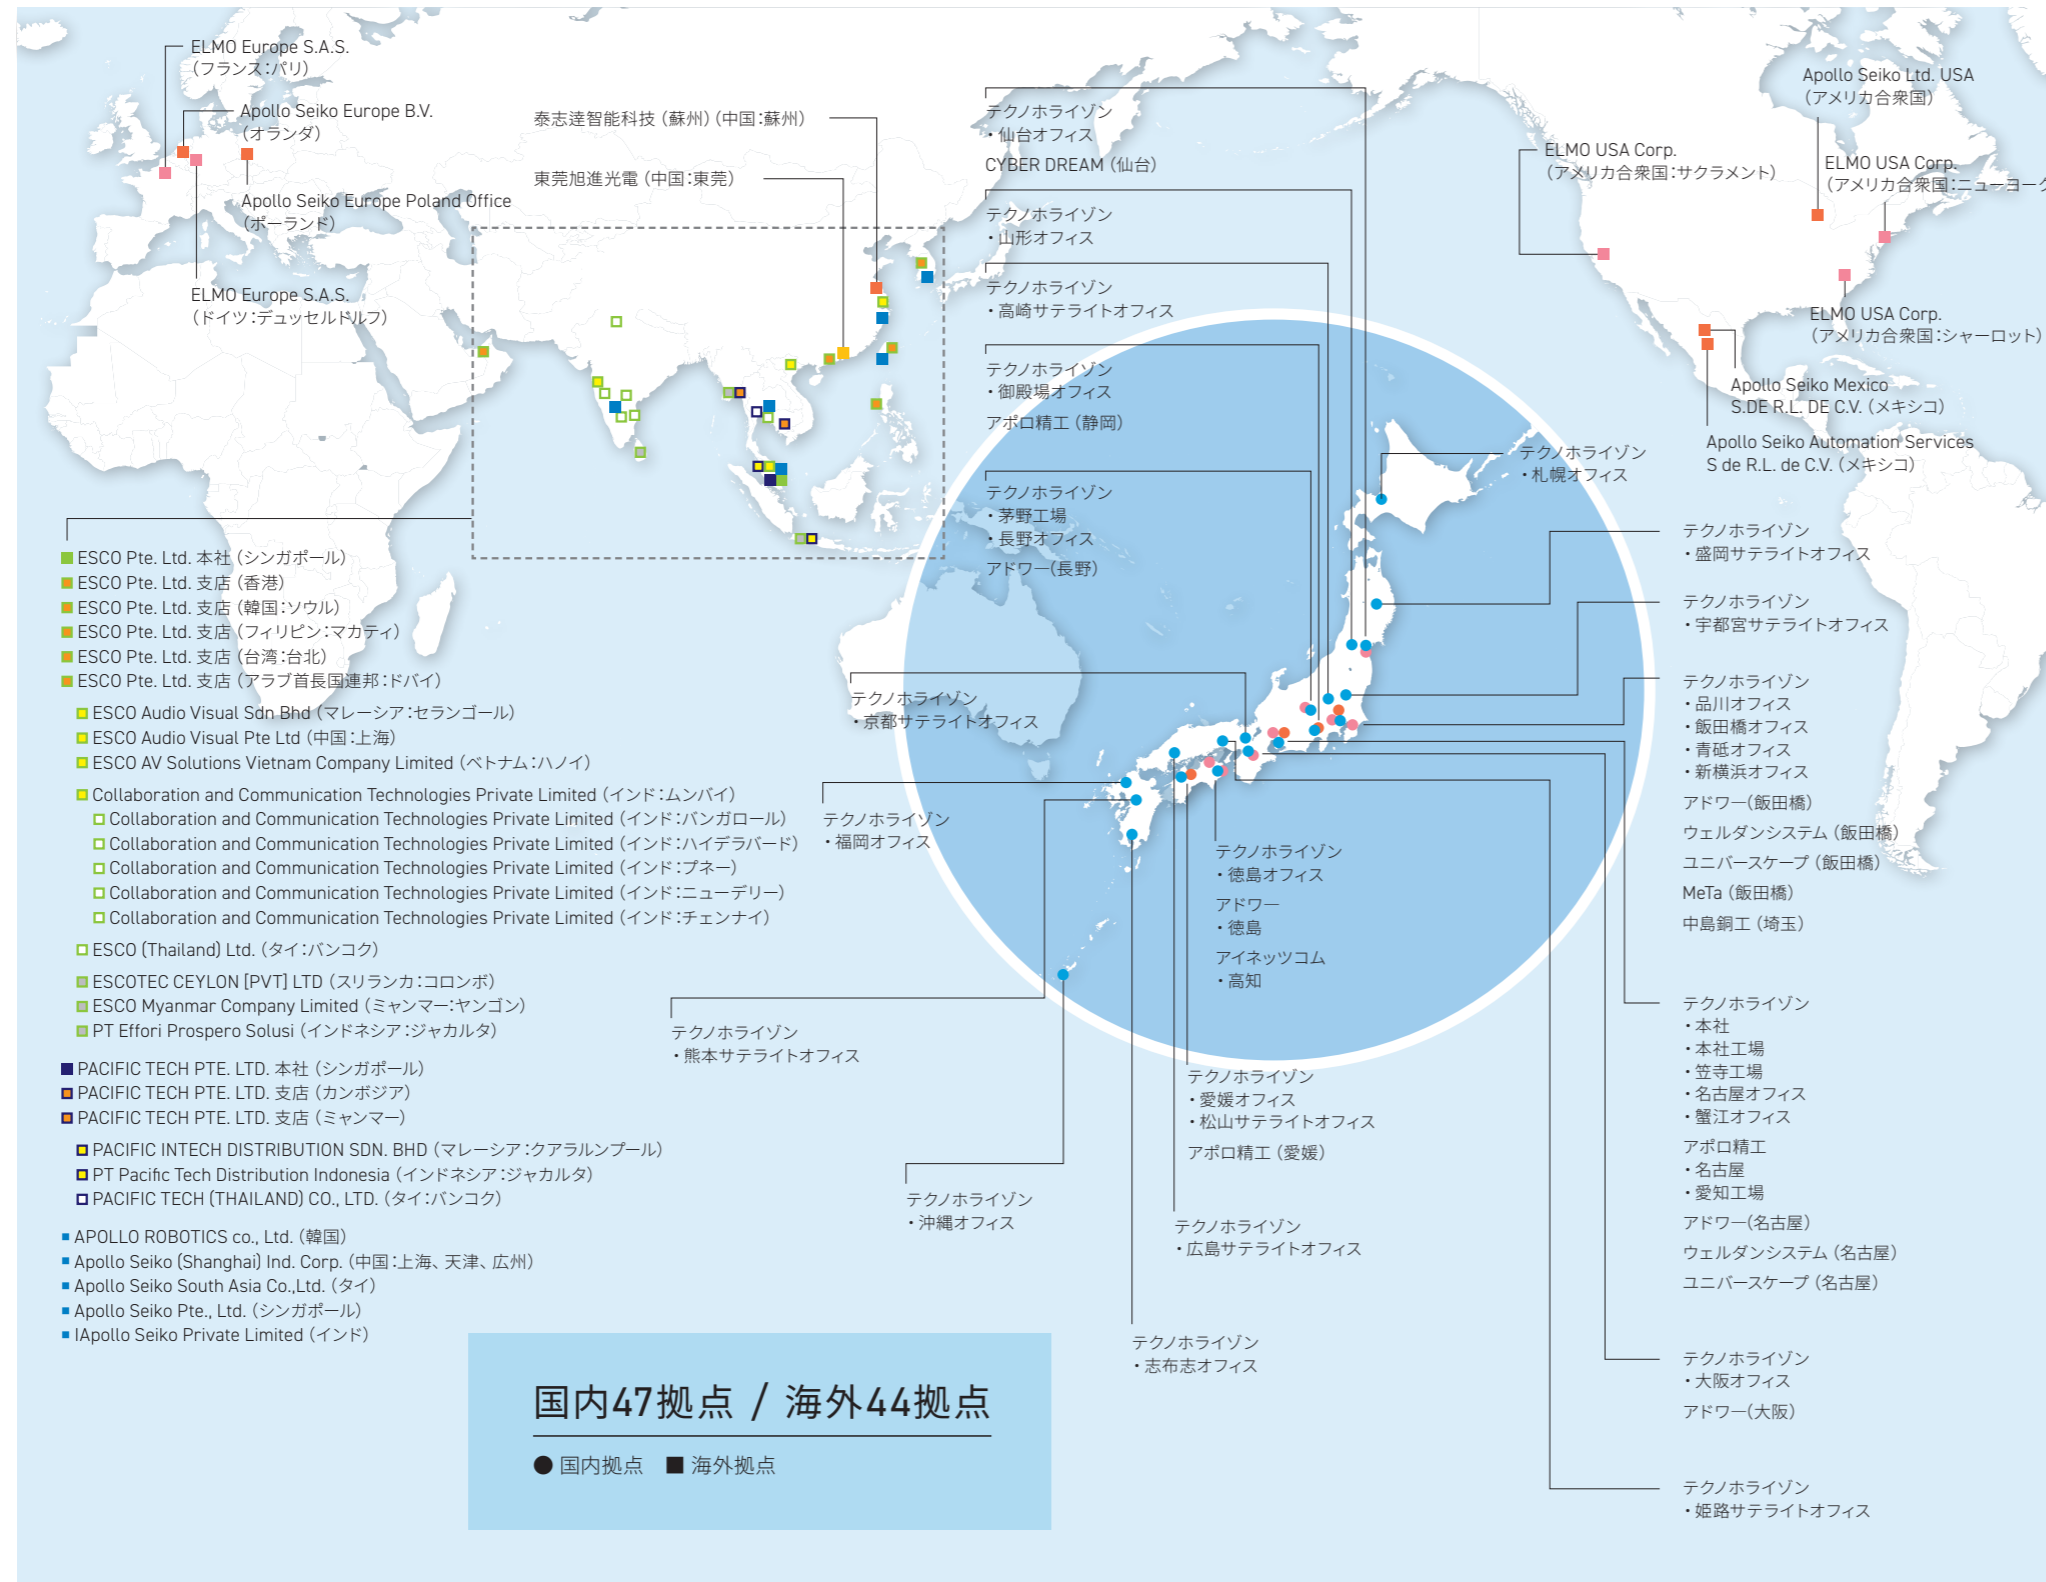 ELMO Europe S.A.S.
（フランス：パリ）
Apollo Seiko Europe B.V.
（オランダ）
Apollo Seiko Europe Poland Office
（ポーランド）
ELMO Europe S.A.S.
（ドイツ：デュッセルドルフ）
泰志達智能科技（蘇州）（中国：蘇州）
東莞旭進光電（中国：東莞）
テクノホライゾン
・仙台オフィス
CYBER DREAM（仙台）
テクノホライゾン
・山形オフィス
テクノホライゾン
・高崎サテライトオフィス
テクノホライゾン
・御殿場オフィス
アポロ精工（静岡）
テクノホライゾン
・茅野工場
・長野オフィス
アドワー（長野）
ELMO USA Corp.
（アメリカ合衆国：サクラメント）
Apollo Seiko Ltd. USA
（アメリカ合衆国）
ELMO USA Corp.
（アメリカ合衆国：ニューヨーク
ELMO USA Corp.
（アメリカ合衆国：シャーロット）
Apollo Seiko Mexico
S.DE R.L. DE C.V.（メキシコ）
Apollo Seiko Automation Services
S de R.L. de C.V.（メキシコ）
テクノホライゾン
・札幌オフィス
テクノホライゾン
・盛岡サテライトオフィス
テクノホライゾン
・宇都宮サテライトオフィス
テクノホライゾン
・品川オフィス
・飯田橋オフィス
・青砥オフィス
・新横浜オフィス
アドワー（飯田橋）
ウェルダンシステム（飯田橋）
ユニバースケープ（飯田橋）
MeTa（飯田橋）
中島銅工（埼玉）
テクノホライゾン
・本社
・本社工場
・笠寺工場
・名古屋オフィス
・蟹江オフィス
アポロ精工
・名古屋
・愛知工場
アドワー（名古屋）
ウェルダンシステム（名古屋）
ユニバースケープ（名古屋）
テクノホライゾン
・大阪オフィス
アドワー（大阪）
テクノホライゾン
・姫路サテライトオフィス
テクノホライゾン
・京都サテライトオフィス
テクノホライゾン
・福岡オフィス
テクノホライゾン
・徳島オフィス
アドワー
・徳島
アイネッツコム
・高知
テクノホライゾン
・熊本サテライトオフィス
テクノホライゾン
・愛媛オフィス
・松山サテライトオフィス
アポロ精工（愛媛）
テクノホライゾン
・沖縄オフィス
テクノホライゾン
・広島サテライトオフィス
テクノホライゾン
・志布志オフィス
ESCO Pte. Ltd. 本社（シンガポール）
ESCO Pte. Ltd. 支店（香港）
ESCO Pte. Ltd. 支店（韓国：ソウル）
ESCO Pte. Ltd. 支店（フィリピン：マカティ）
ESCO Pte. Ltd. 支店（台湾：台北）
ESCO Pte. Ltd. 支店（アラブ首長国連邦：ドバイ）
ESCO Audio Visual Sdn Bhd（マレーシア：セランゴール）
ESCO Audio Visual Pte Ltd（中国：上海）
ESCO AV Solutions Vietnam Company Limited（ベトナム：ハノイ）
Collaboration and Communication Technologies Private Limited（インド：ムンバイ）
Collaboration and Communication Technologies Private Limited（インド：バンガロール）
Collaboration and Communication Technologies Private Limited（インド：ハイデラバード）
Collaboration and Communication Technologies Private Limited（インド：プネー）
Collaboration and Communication Technologies Private Limited（インド：ニューデリー）
Collaboration and Communication Technologies Private Limited（インド：チェンナイ）
ESCO (Thailand) Ltd.（タイ：バンコク）
ESCOTEC CEYLON [PVT] LTD（スリランカ：コロンボ）
ESCO Myanmar Company Limited（ミャンマー：ヤンゴン）
PT Effori Prospero Solusi（インドネシア：ジャカルタ）
PACIFIC TECH PTE. LTD. 本社（シンガポール）
PACIFIC TECH PTE. LTD. 支店（カンボジア）
PACIFIC TECH PTE. LTD. 支店（ミャンマー）
PACIFIC INTECH DISTRIBUTION SDN. BHD（マレーシア：クアラルンプール）
PT Pacific Tech Distribution Indonesia（インドネシア：ジャカルタ）
PACIFIC TECH (THAILAND) CO., LTD.（タイ：バンコク）
APOLLO ROBOTICS co., Ltd.（韓国）
Apollo Seiko (Shanghai) Ind. Corp.（中国：上海、天津、広州）
Apollo Seiko South Asia Co.,Ltd.（タイ）
Apollo Seiko Pte., Ltd.（シンガポール）
IApollo Seiko Private Limited（インド）
国内47拠点 / 海外44拠点
● 国内拠点 ■ 海外拠点